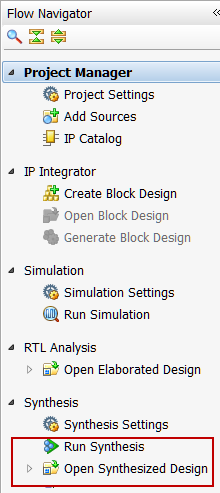 Flow Navigator
Project Manager
Project Settings
Add Sources
IP Catalog
IP Integrator
Create Block Design
Open Block Design
Generate Block Design
Simulation
Simulation Settings
Run Simulation
RTL Analysis
Open Elaborated Design
Synthesis
Synthesis Settings
Run Synthesis
Open Synthesized Design